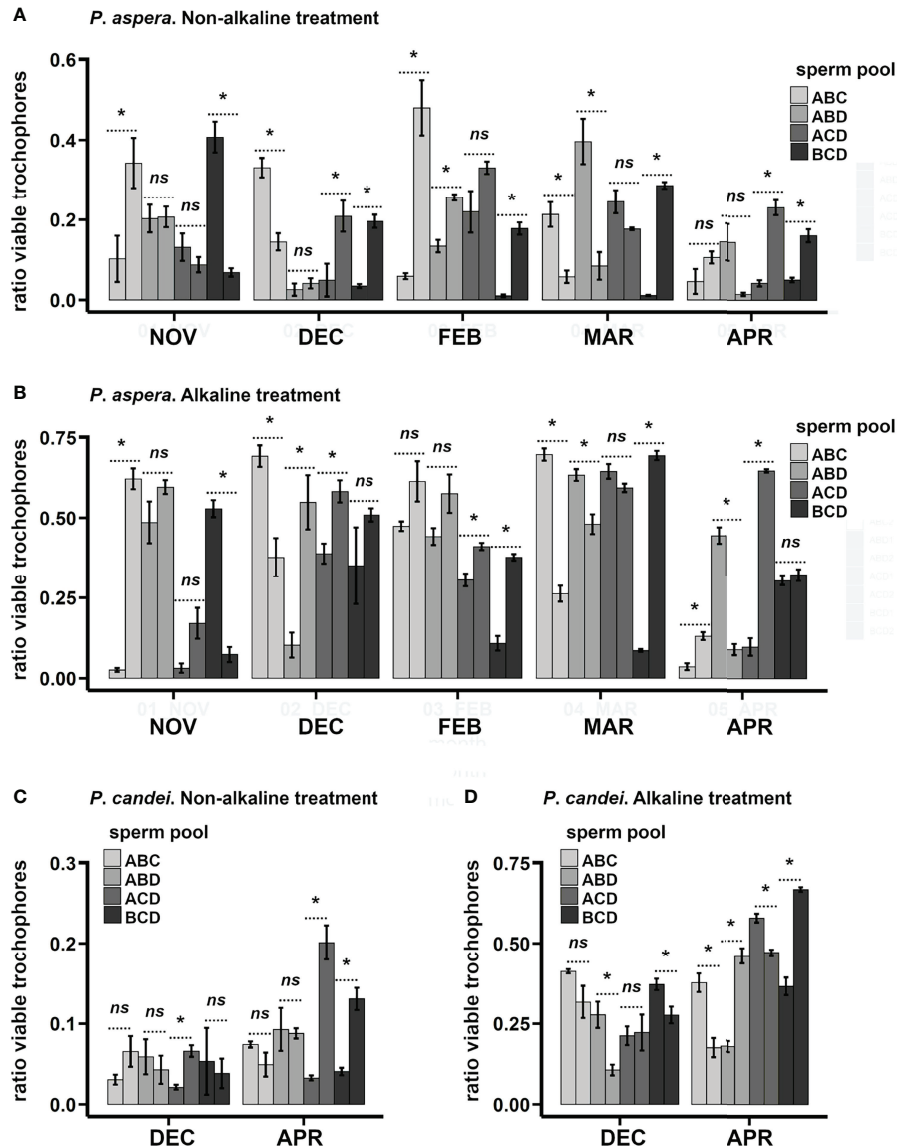 A
P. aspera. Non-alkaline treatment
ratio viable trochophores
0.6
0.4
0.2
0.0
* ns ns *
* ns * *
* * ns *
* * ns *
ns ns * *
sperm pool
ABC
ABD
ACD
BCD
NOV DEC FEB MAR APR
B
P. aspera. Alkaline treatment
ratio viable trochophores
0.75
0.50
0.25
0.00
* ns ns *
* * * ns
ns ns * *
* * ns *
* * * ns
sperm pool
ABC
ABD
ACD
BCD
01_NOV 02_DEC 03_FEB 04_MAR 05_APR
NOV DEC FEB MAR APR
month
C
P. candei. Non-alkaline treatment
sperm pool
ABC
ABD
ACD
BCD
ratio viable trochophores
0.3
0.2
0.1
0.0
ns ns * ns
ns ns * *
DEC APR
D
P. candei. Alkaline treatment
sperm pool
ABC
ABD
ACD
BCD
ratio viable trochophores
0.75
0.50
0.25
0.00
ns * ns *
* * * *
DEC APR